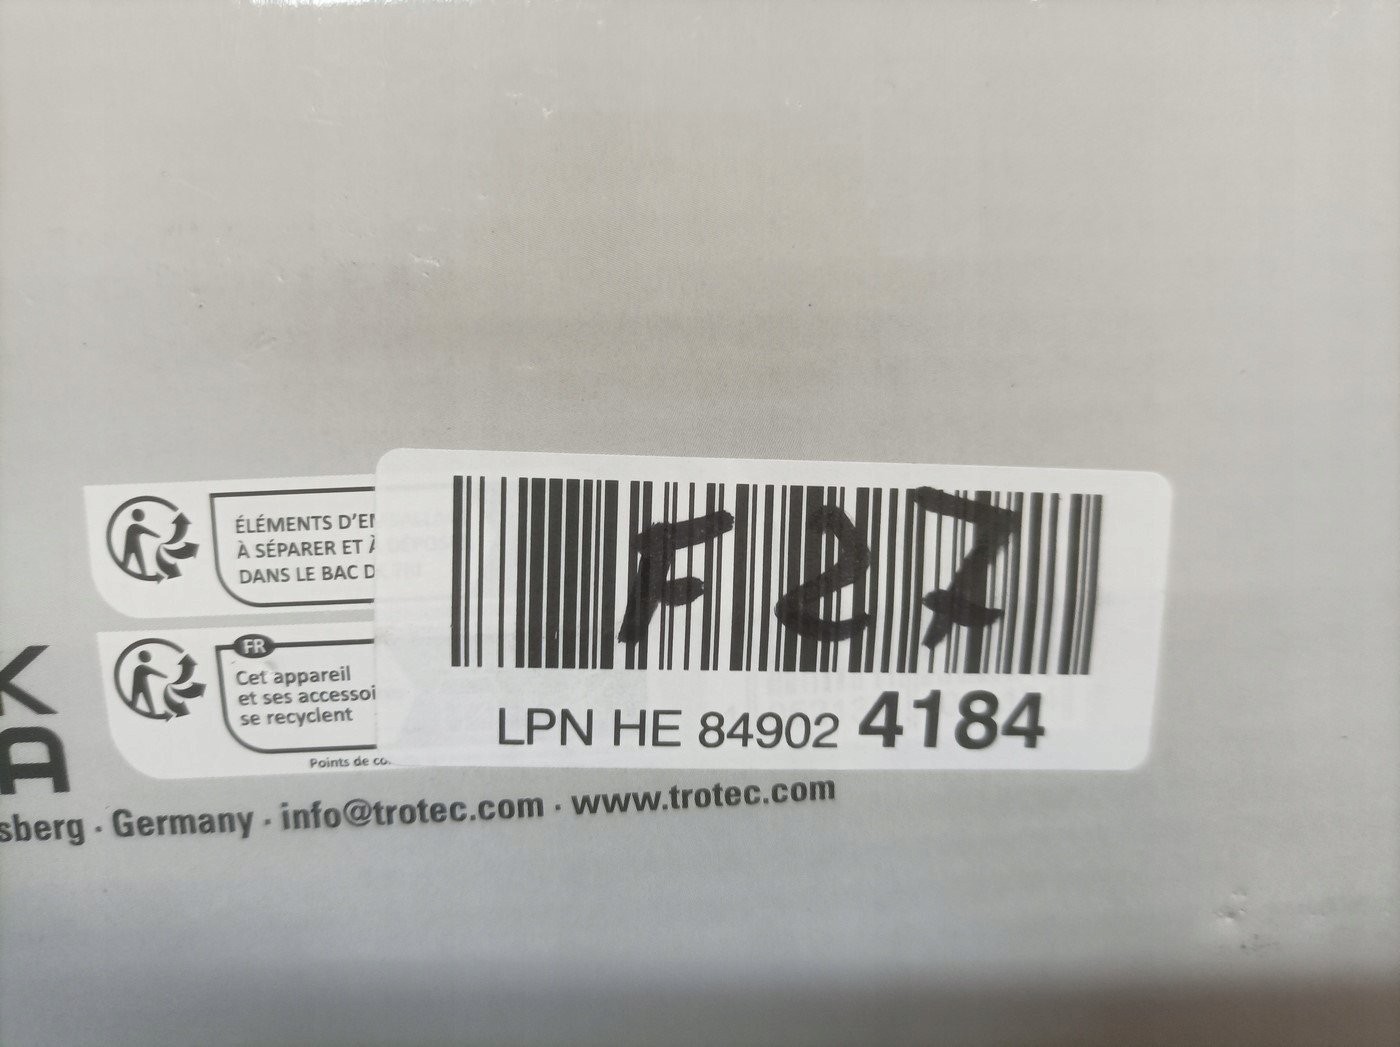 ÉLÉMENTS D'E
À SÉPARER ET À
DANS LE BAC D
FR
Cet appareil
et ses accessoi
se recyclent
Points de co
K
A
F27
LPN HE 84902 4184
sberg · Germany · info@trotec.com · www.trotec.com